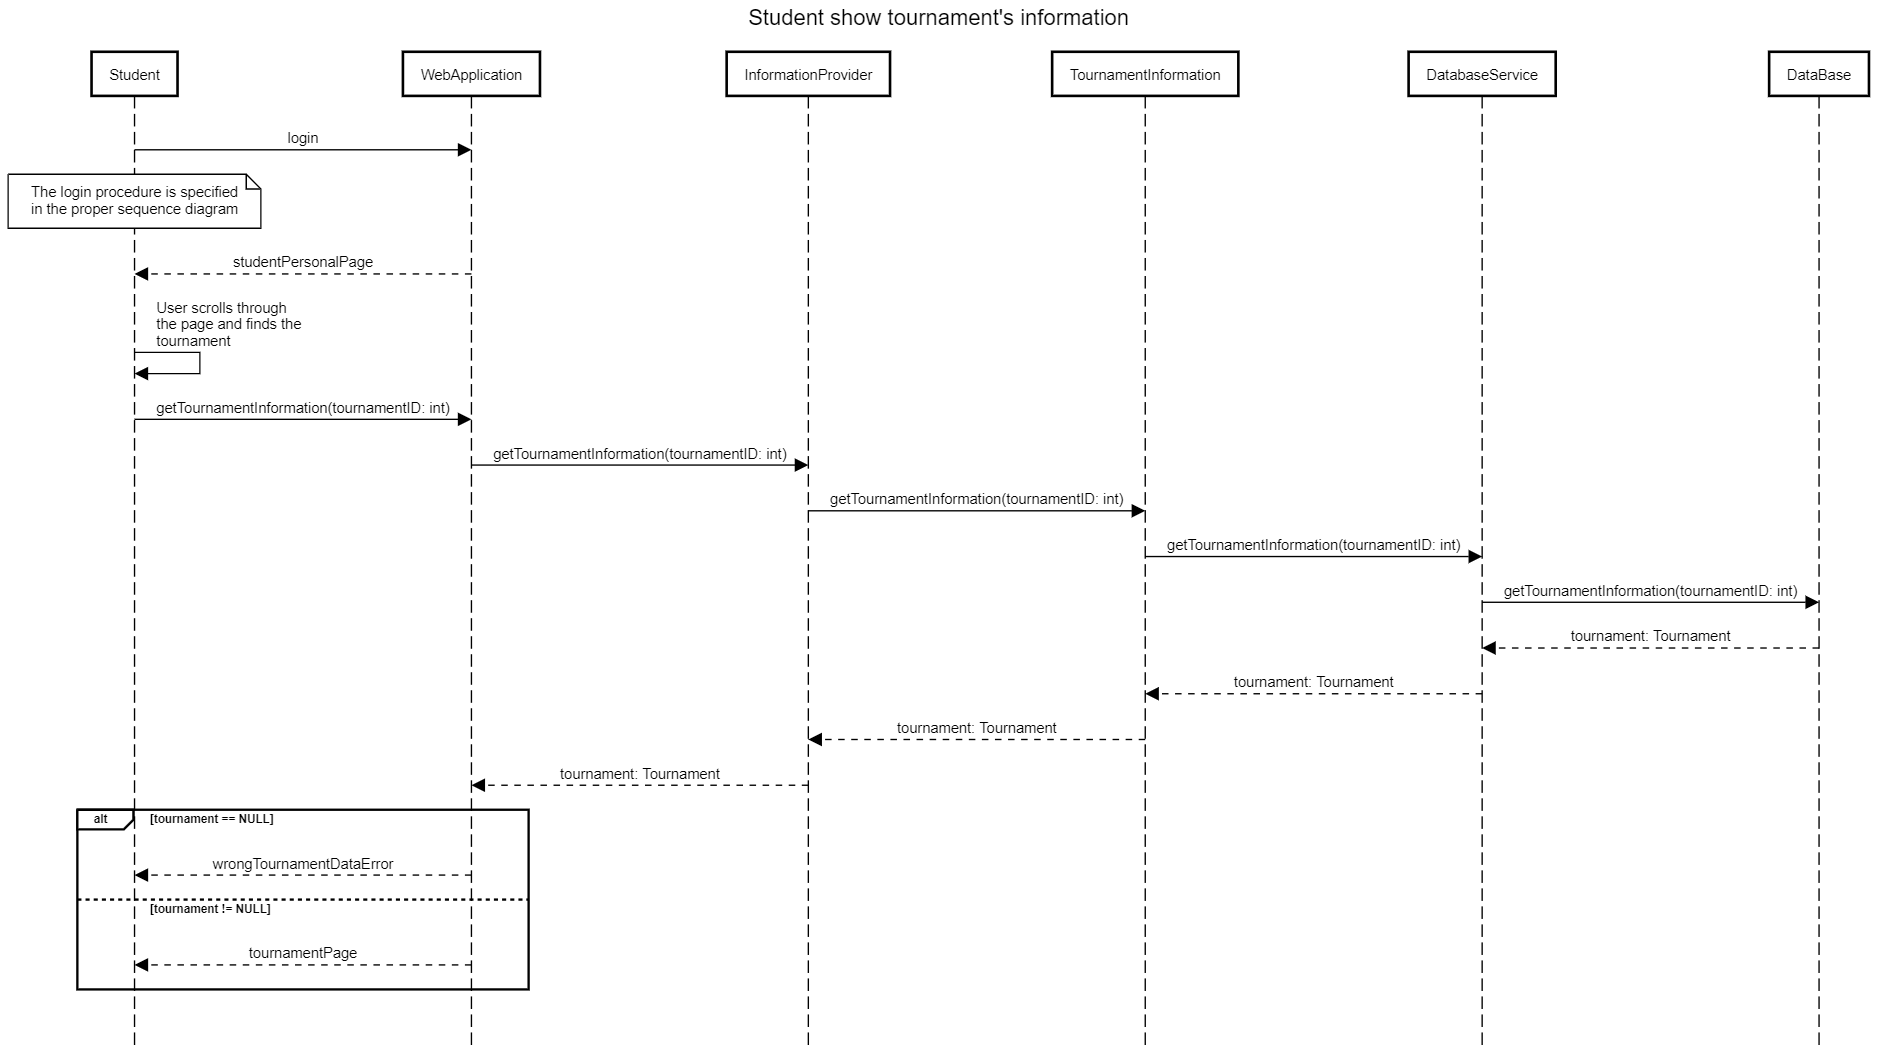 Student show tournament's information
Student
WebApplication
InformationProvider
TournamentInformation
DatabaseService
DataBase
login
The login procedure is specified
in the proper sequence diagram
studentPersonalPage
User scrolls through
the page and finds the
tournament
getTournamentInformation(tournamentID: int)
getTournamentInformation(tournamentID: int)
getTournamentInformation(tournamentID: int)
getTournamentInformation(tournamentID: int)
getTournamentInformation(tournamentID: int)
tournament: Tournament
tournament: Tournament
tournament: Tournament
tournament: Tournament
alt
[tournament == NULL]
wrongTournamentDataError
[tournament != NULL]
tournamentPage